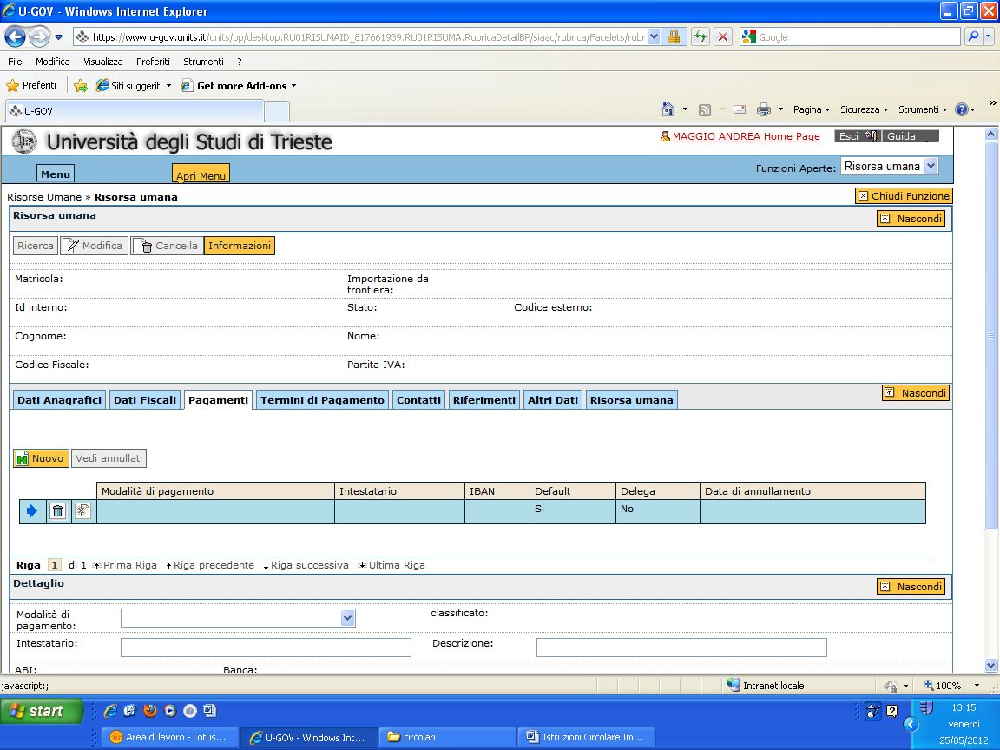 U-GOV - Windows Internet Explorer
https://www.u-gov.units.it/units/bp/desktop.RU01RISUMAID_817661939.RU01RISUMA.RubricaDetailBP/siaac/rubrica/Facelets/rubr
Google
File Modifica Visualizza Preferiti Strumenti ?
Preferiti Siti suggeriti Get more Add-ons
U-GOV Pagina Sicurezza Strumenti »
Università degli Studi di Trieste
MAGGIO ANDREA Home Page Esci Guida
Menu Apri Menu Funzioni Aperte: Risorsa umana
Risorse Umane » Risorsa umana Chiudi Funzione
Risorsa umana Nascondi
Ricerca Modifica Cancella Informazioni
Matricola: Importazione da frontiera:
Id interno: Stato: Codice esterno:
Cognome: Nome:
Codice Fiscale: Partita IVA:
Dati Anagrafici Dati Fiscali Pagamenti Termini di Pagamento Contatti Riferimenti Altri Dati Risorsa umana Nascondi
Nuovo Vedi annullati
Modalità di pagamento Intestatario IBAN Default Delega Data di annullamento
Si No
Riga 1 di 1 Prima Riga Riga precedente Riga successiva Ultima Riga
Dettaglio Nascondi
Modalità di pagamento: classificato:
Intestatario: Descrizione:
ABI: Banca:
javascript:; Intranet locale 100%
start 13.15
venerdì
Area di lavoro - Lotus... U-GOV - Windows Int... circolari Istruzioni Circolare Im...
25/05/2012